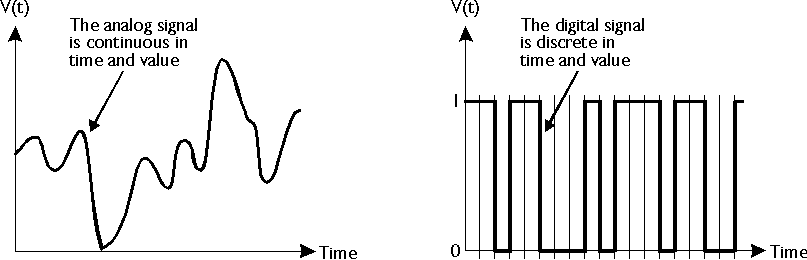 V(t)
The analog signal
is continuous in
time and value
Time
V(t)
The digital signal
is discrete in
time and value
1
0
Time